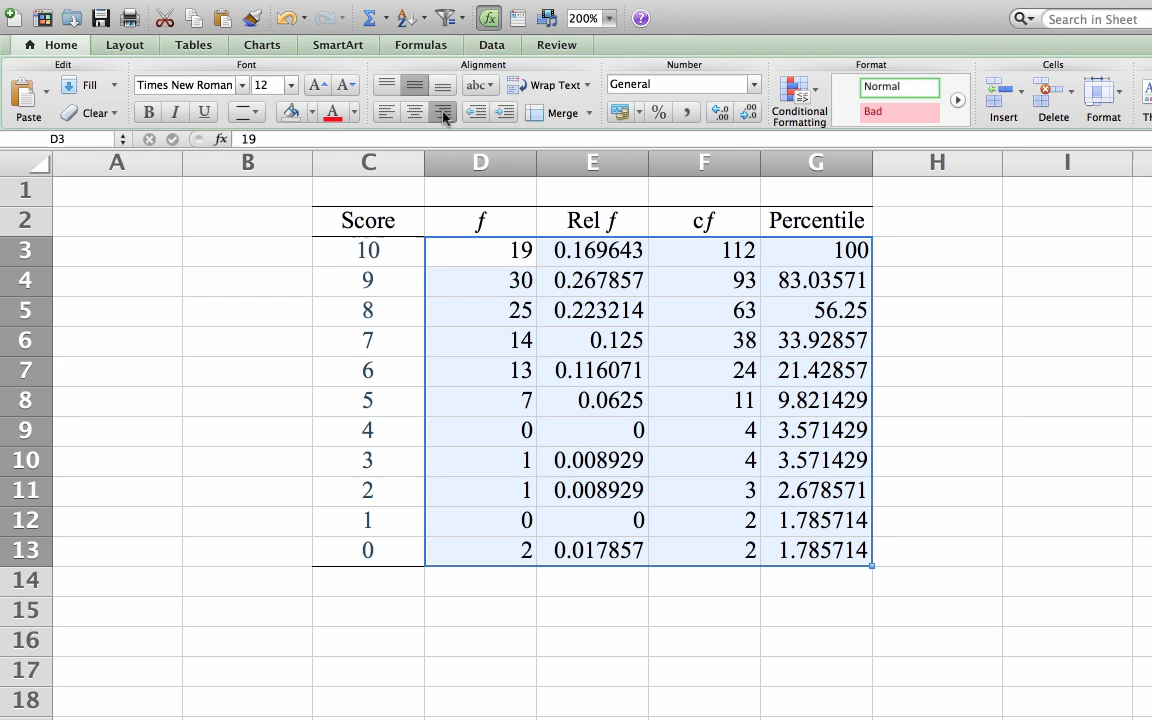 200% Search in Sheet
Home Layout Tables Charts SmartArt Formulas Data Review
Edit Font Alignment Number Format Cells
Paste Fill Clear
Times New Roman 12 A A
B I U A
abc Wrap Text
Merge
General
% ,
Conditional Formatting
Normal
Bad
Insert Delete Format
D3 fx 19
A B C D E F G H I
1
2 Score f Rel f cf Percentile
3 10 19 0.169643 112 100
4 9 30 0.267857 93 83.03571
5 8 25 0.223214 63 56.25
6 7 14 0.125 38 33.92857
7 6 13 0.116071 24 21.42857
8 5 7 0.0625 11 9.821429
9 4 0 0 4 3.571429
10 3 1 0.008929 4 3.571429
11 2 1 0.008929 3 2.678571
12 1 0 0 2 1.785714
13 0 2 0.017857 2 1.785714
14
15
16
17
18